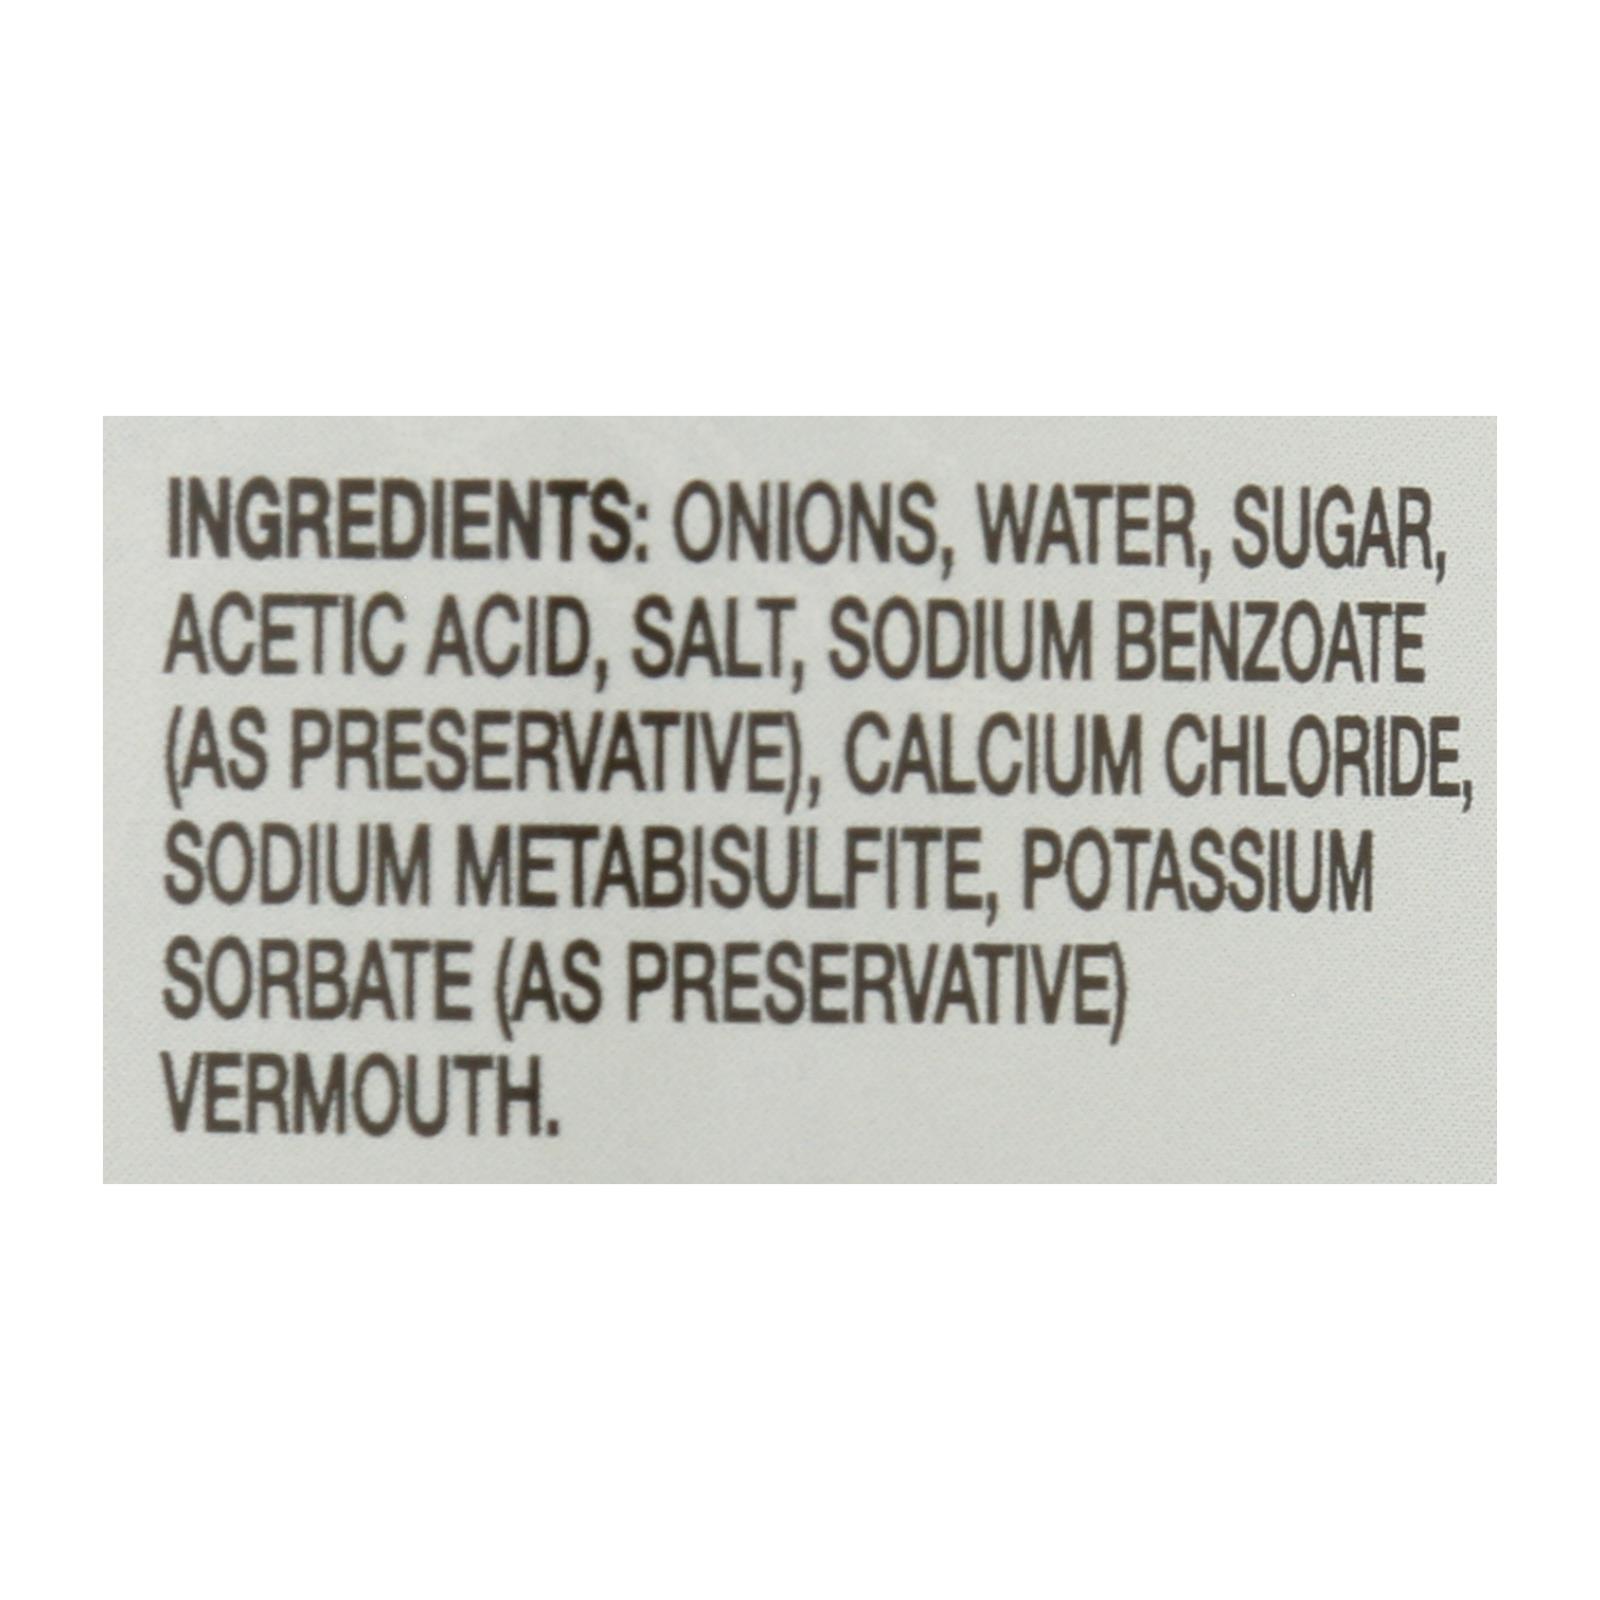 INGREDIENTS: ONIONS, WATER, SUGAR,
ACETIC ACID, SALT, SODIUM BENZOATE
(AS PRESERVATIVE), CALCIUM CHLORIDE,
SODIUM METABISULFITE, POTASSIUM
SORBATE (AS PRESERVATIVE)
VERMOUTH.